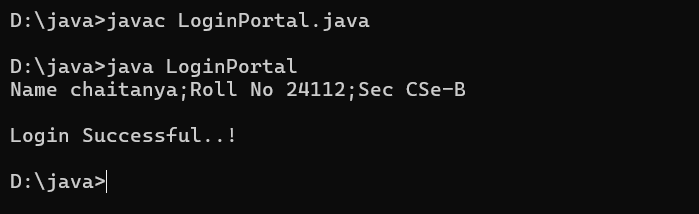 D:\java>javac LoginPortal.java
D:\java>java LoginPortal
Name chaitanya;Roll No 24112;Sec CSe-B
Login Successful..!
D:\java>